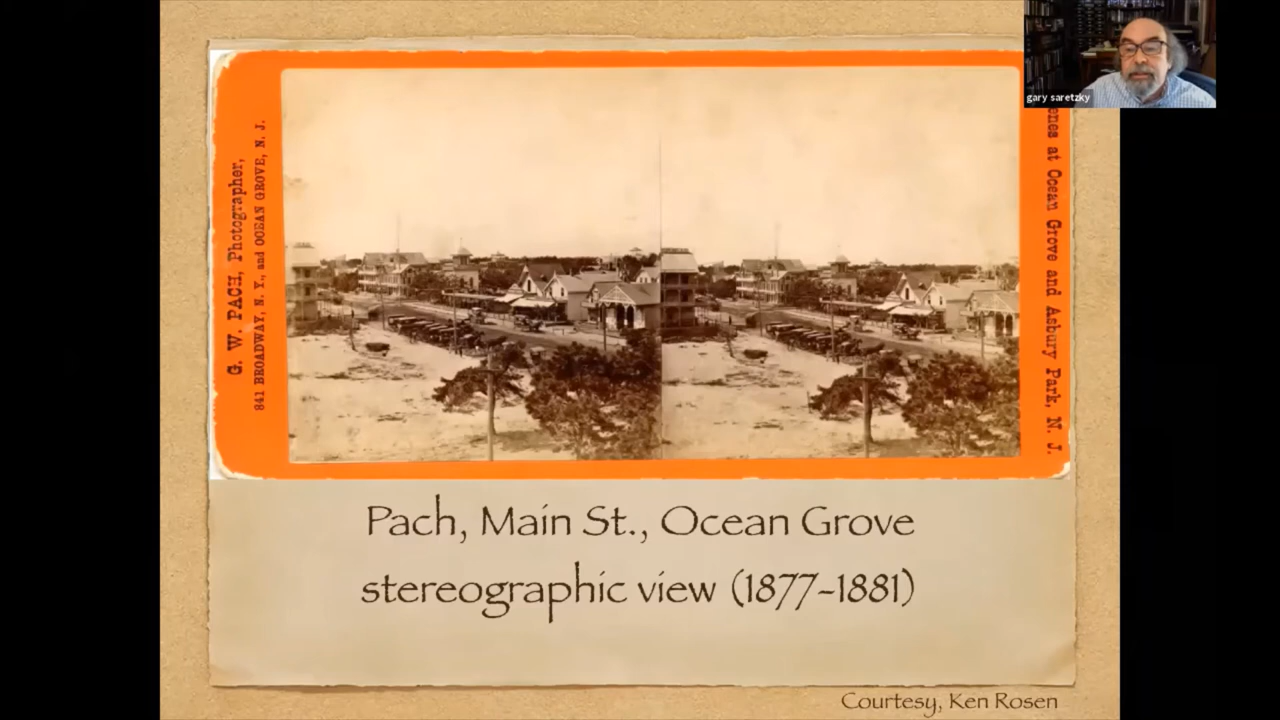 gary saretzky
G. W. PACH, Photographer,
841 BROADWAY, N. Y., and OCEAN GROVE, N. J.
at Ocean Grove and Asbury Park, N. J.
Pach, Main St., Ocean Grove
stereographic view (1877-1881)
Courtesy, Ken Rosen